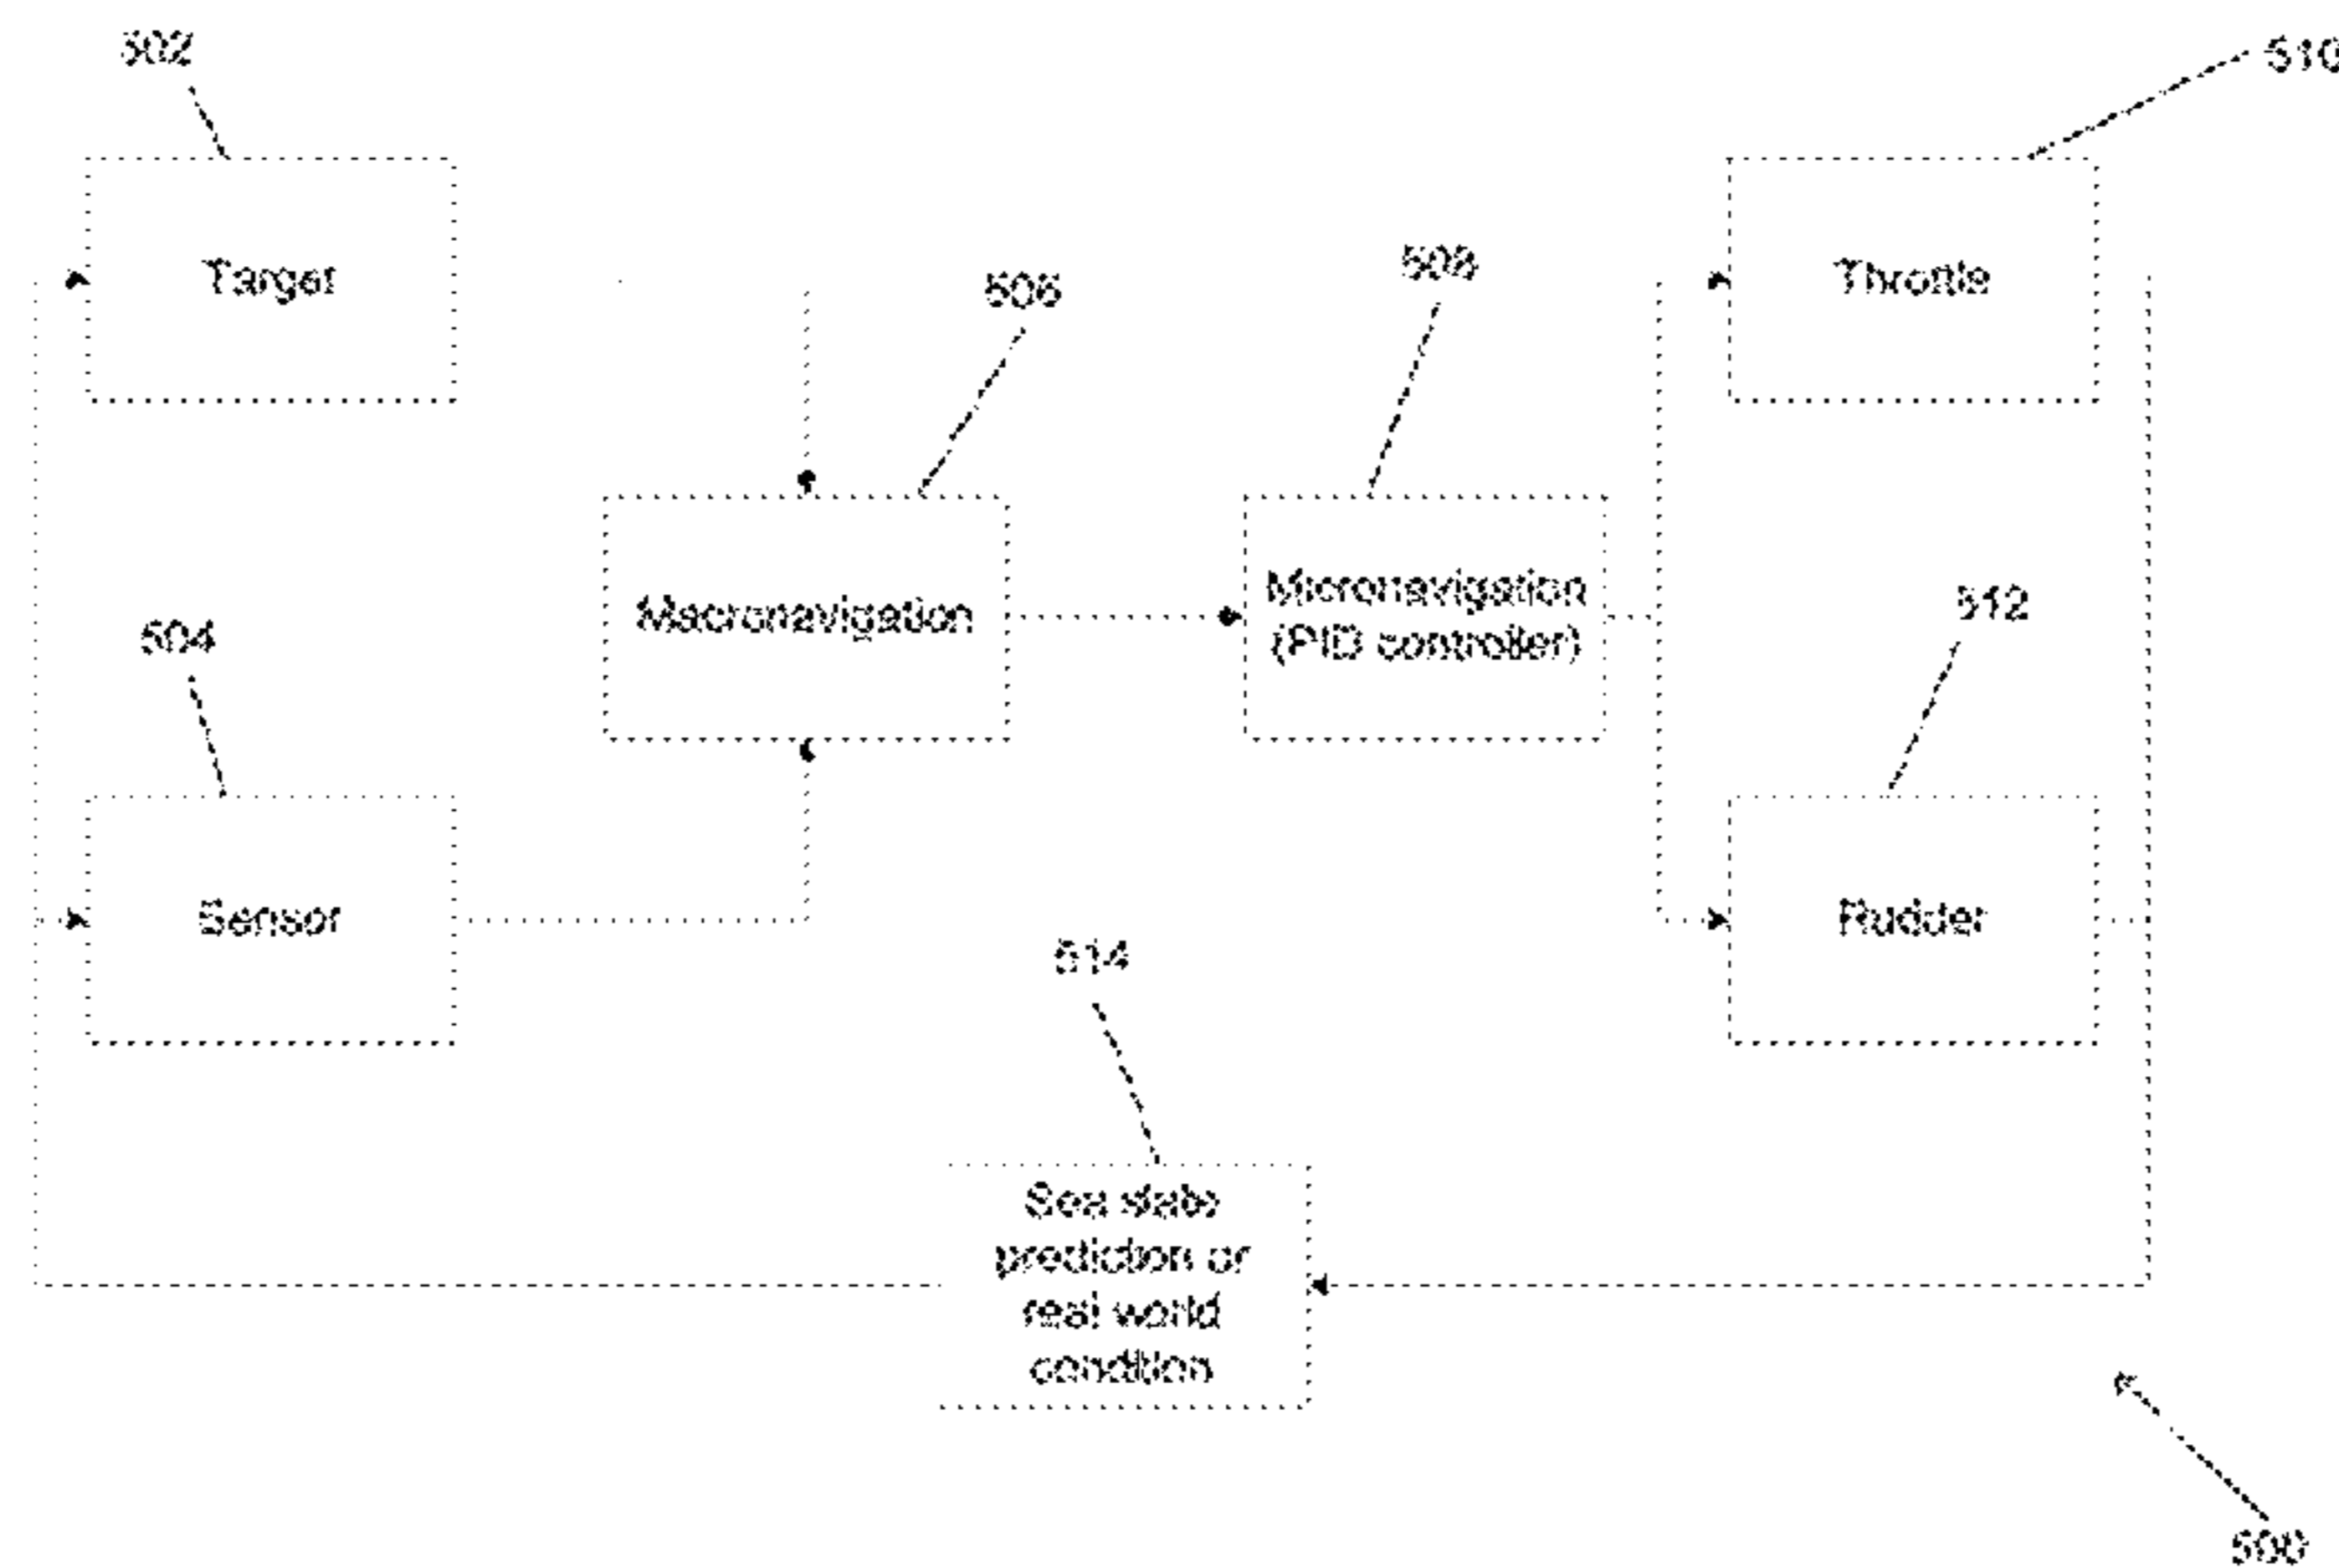 502
510
Target
506
508
Throttle
504
Macronavigation
Micronavigation
(PID controller)
512
Sensor
514
Rudder
Sea state
prediction or
real world
condition
500